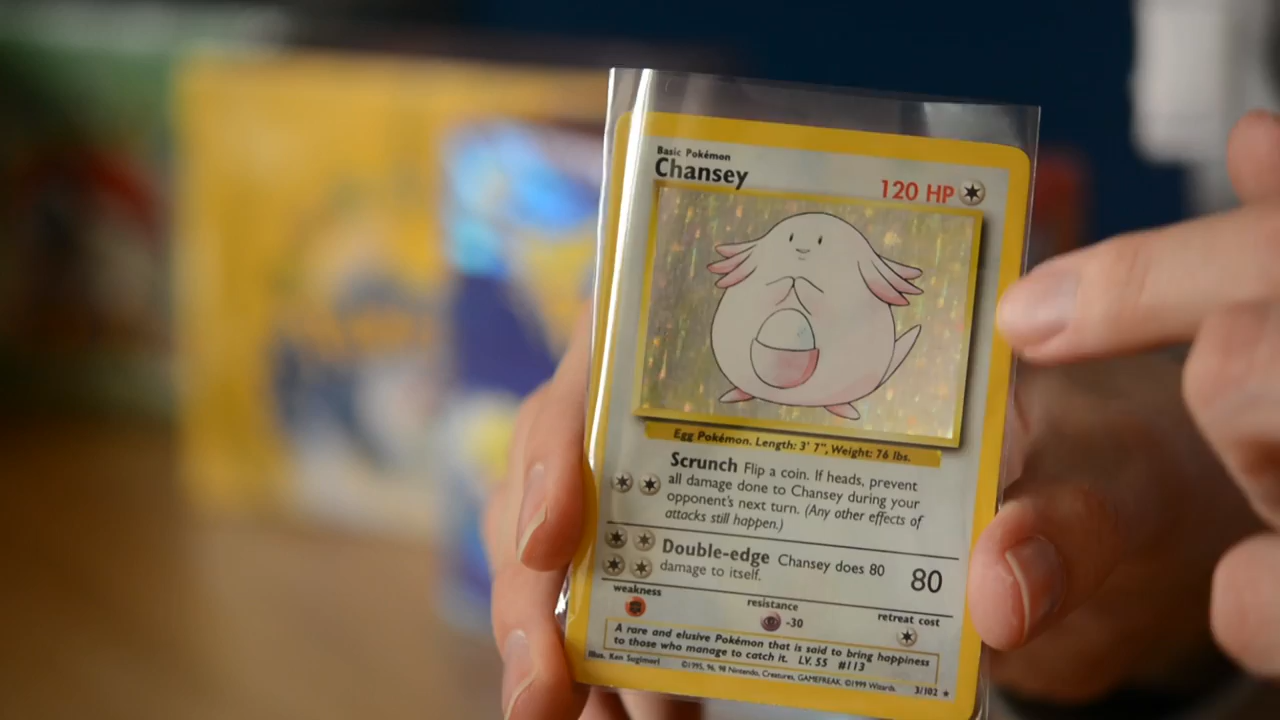 Basic Pokémon
Chansey
120 HP
Egg Pokémon. Length: 3' 7", Weight: 76 lbs.
Scrunch Flip a coin. If heads, prevent
all damage done to Chansey during your
opponent's next turn. (Any other effects of
attacks still happen.)
Double-edge Chansey does 80
damage to itself.
80
weakness
resistance
retreat cost
-30
A rare and elusive Pokémon that is said to bring happiness
to those who manage to catch it. LV. 55 #113
Illus. Ken Sugimori ©1995, 96, 98 Nintendo, Creatures, GAMEFREAK. ©1999 Wizards. 3/102